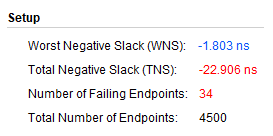 Setup
Worst Negative Slack (WNS): -1.803 ns
Total Negative Slack (TNS): -22.906 ns
Number of Failing Endpoints: 34
Total Number of Endpoints: 4500